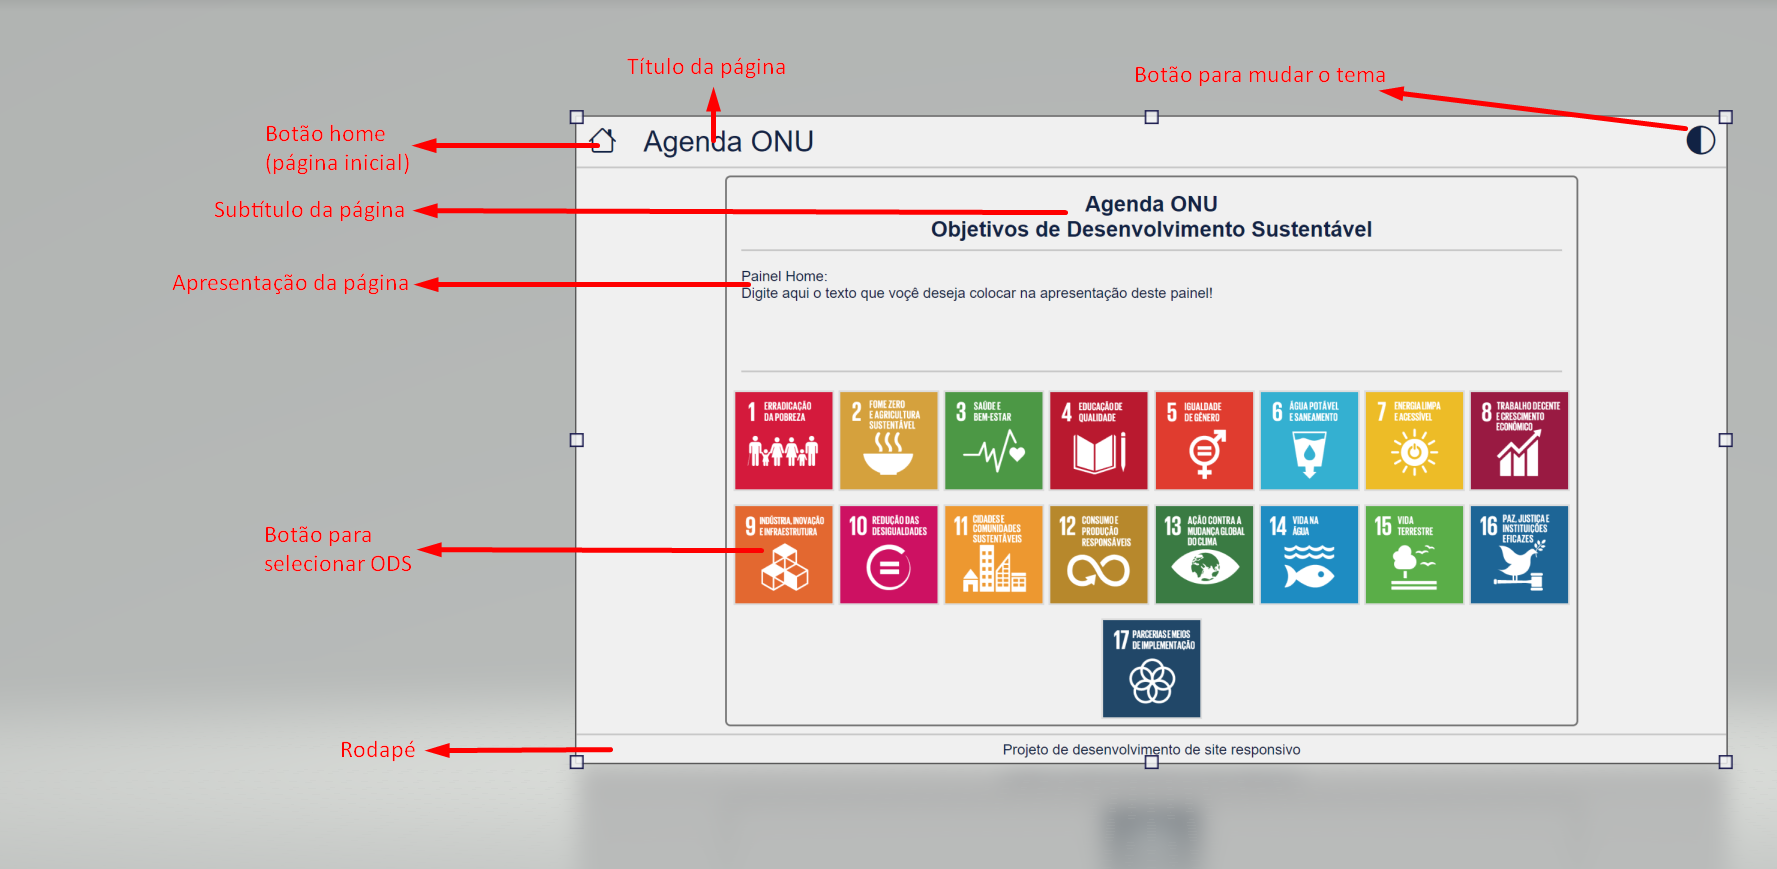 Título da página
Botão para mudar o tema
Botão home
(página inicial)
Agenda ONU
Subtítulo da página
Agenda ONU
Objetivos de Desenvolvimento Sustentável
Apresentação da página
Painel Home:
Digite aqui o texto que voçê deseja colocar na apresentação deste painel!
1 ERRADICAÇÃO
DA POBREZA
2 FOME ZERO
E AGRICULTURA
SUSTENTÁVEL
3 SAÚDE E
BEM-ESTAR
4 EDUCAÇÃO DE
QUALIDADE
5 IGUALDADE
DE GÊNERO
6 ÁGUA POTÁVEL
E SANEAMENTO
7 ENERGIA LIMPA
E ACESSÍVEL
8 TRABALHO DECENTE
E CRESCIMENTO
ECONÔMICO
Botão para
selecionar ODS
9 INDÚSTRIA, INOVAÇÃO
E INFRAESTRUTURA
10 REDUÇÃO DAS
DESIGUALDADES
11 CIDADES E
COMUNIDADES
SUSTENTÁVEIS
12 CONSUMO E
PRODUÇÃO
RESPONSÁVEIS
13 AÇÃO CONTRA A
MUDANÇA GLOBAL
DO CLIMA
14 VIDA NA
ÁGUA
15 VIDA
TERRESTRE
16 PAZ, JUSTIÇA E
INSTITUIÇÕES
EFICAZES
17 PARCERIAS E MEIOS
DE IMPLEMENTAÇÃO
Rodapé
Projeto de desenvolvimento de site responsivo